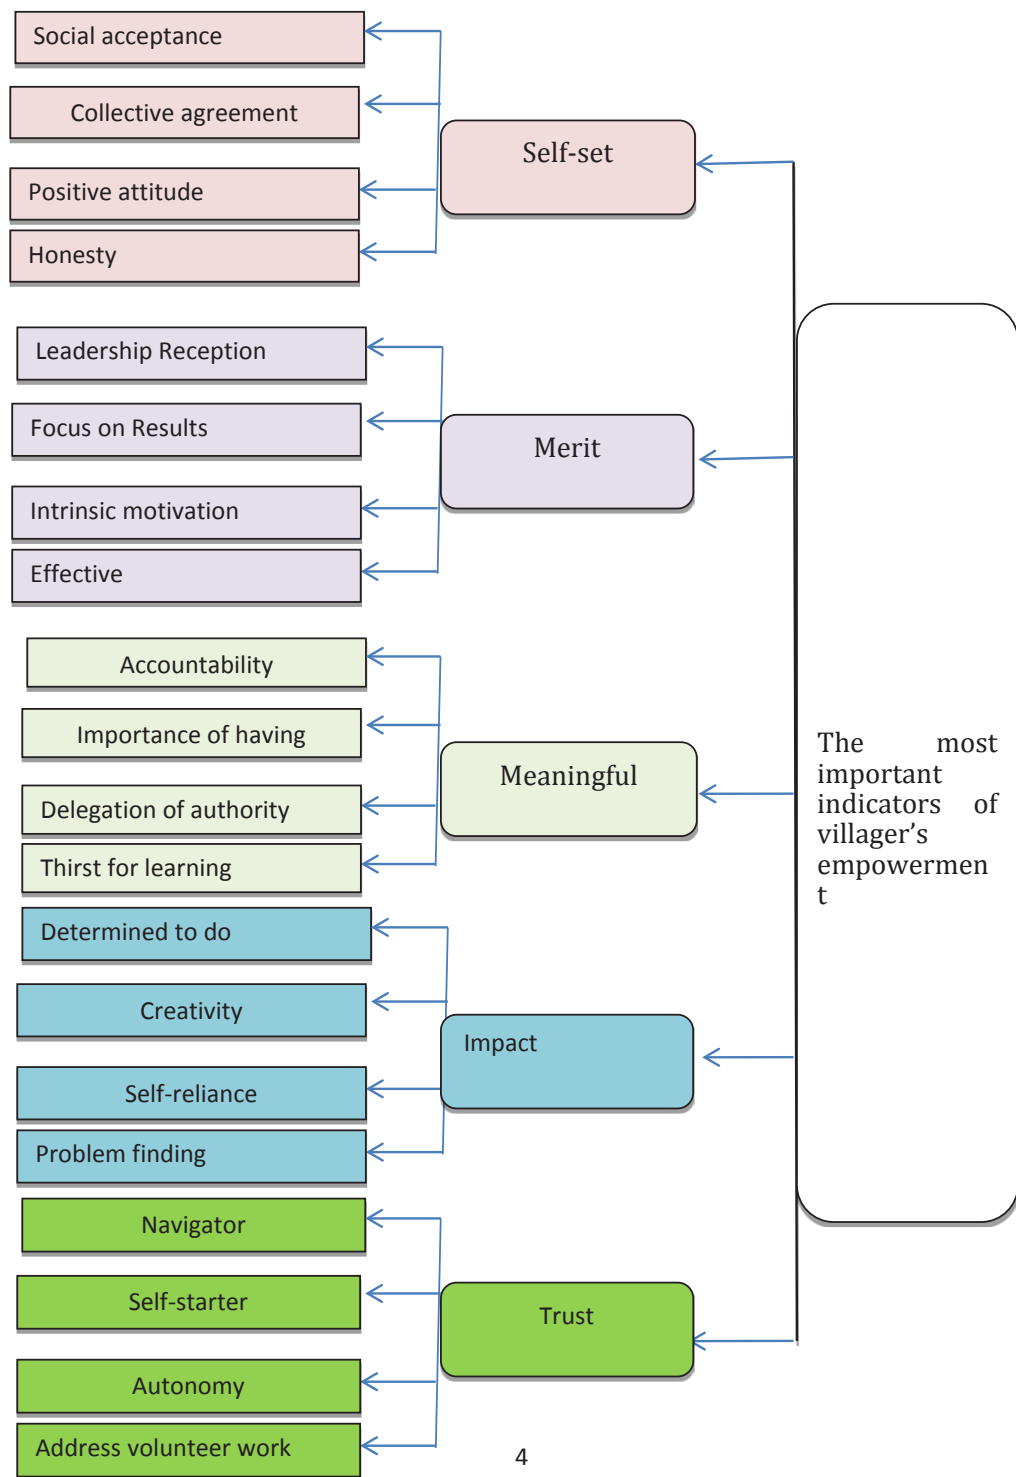 Social acceptance
Collective agreement
Self-set
Positive attitude
Honesty
Leadership Reception
Focus on Results
Merit
Intrinsic motivation
Effective
Accountability
Importance of having
Meaningful
Delegation of authority
Thirst for learning
The most
important
indicators of
villager’s
empowermen
t
Determined to do
Creativity
Impact
Self-reliance
Problem finding
Navigator
Self-starter
Trust
Autonomy
Address volunteer work
4